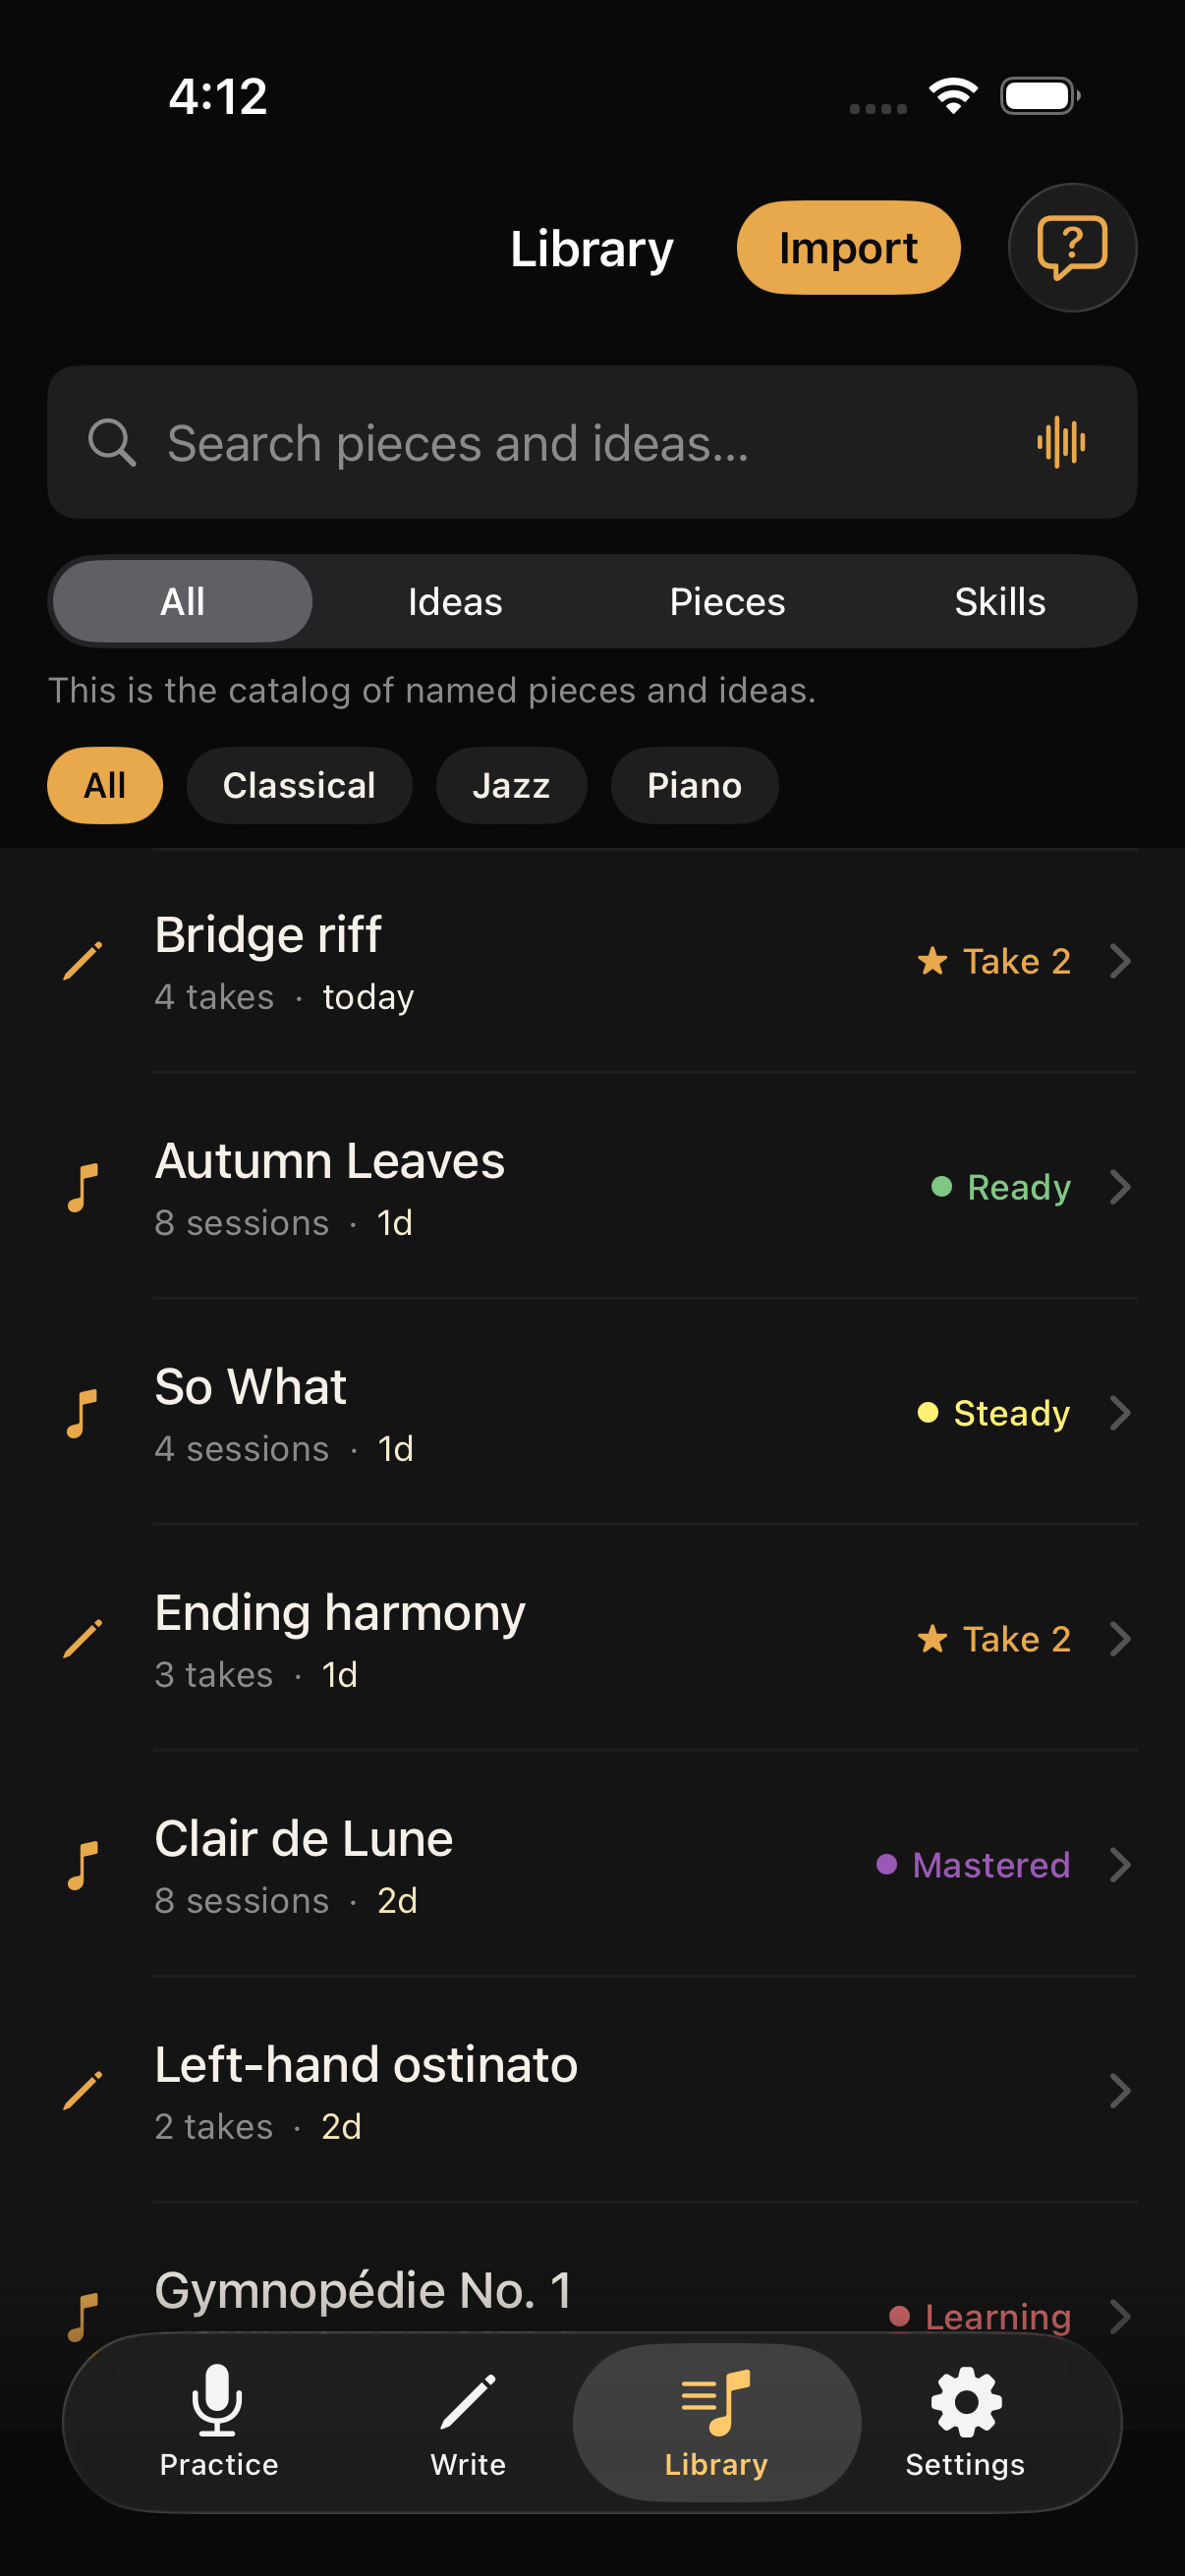 4:12
Library
Import
Search pieces and ideas...
All
Ideas
Pieces
Skills
This is the catalog of named pieces and ideas.
All
Classical
Jazz
Piano
Bridge riff
4 takes · today
Take 2
Autumn Leaves
8 sessions · 1d
Ready
So What
4 sessions · 1d
Steady
Ending harmony
3 takes · 1d
Take 2
Clair de Lune
8 sessions · 2d
Mastered
Left-hand ostinato
2 takes · 2d
Gymnopédie No. 1
Learning
Practice
Write
Library
Settings